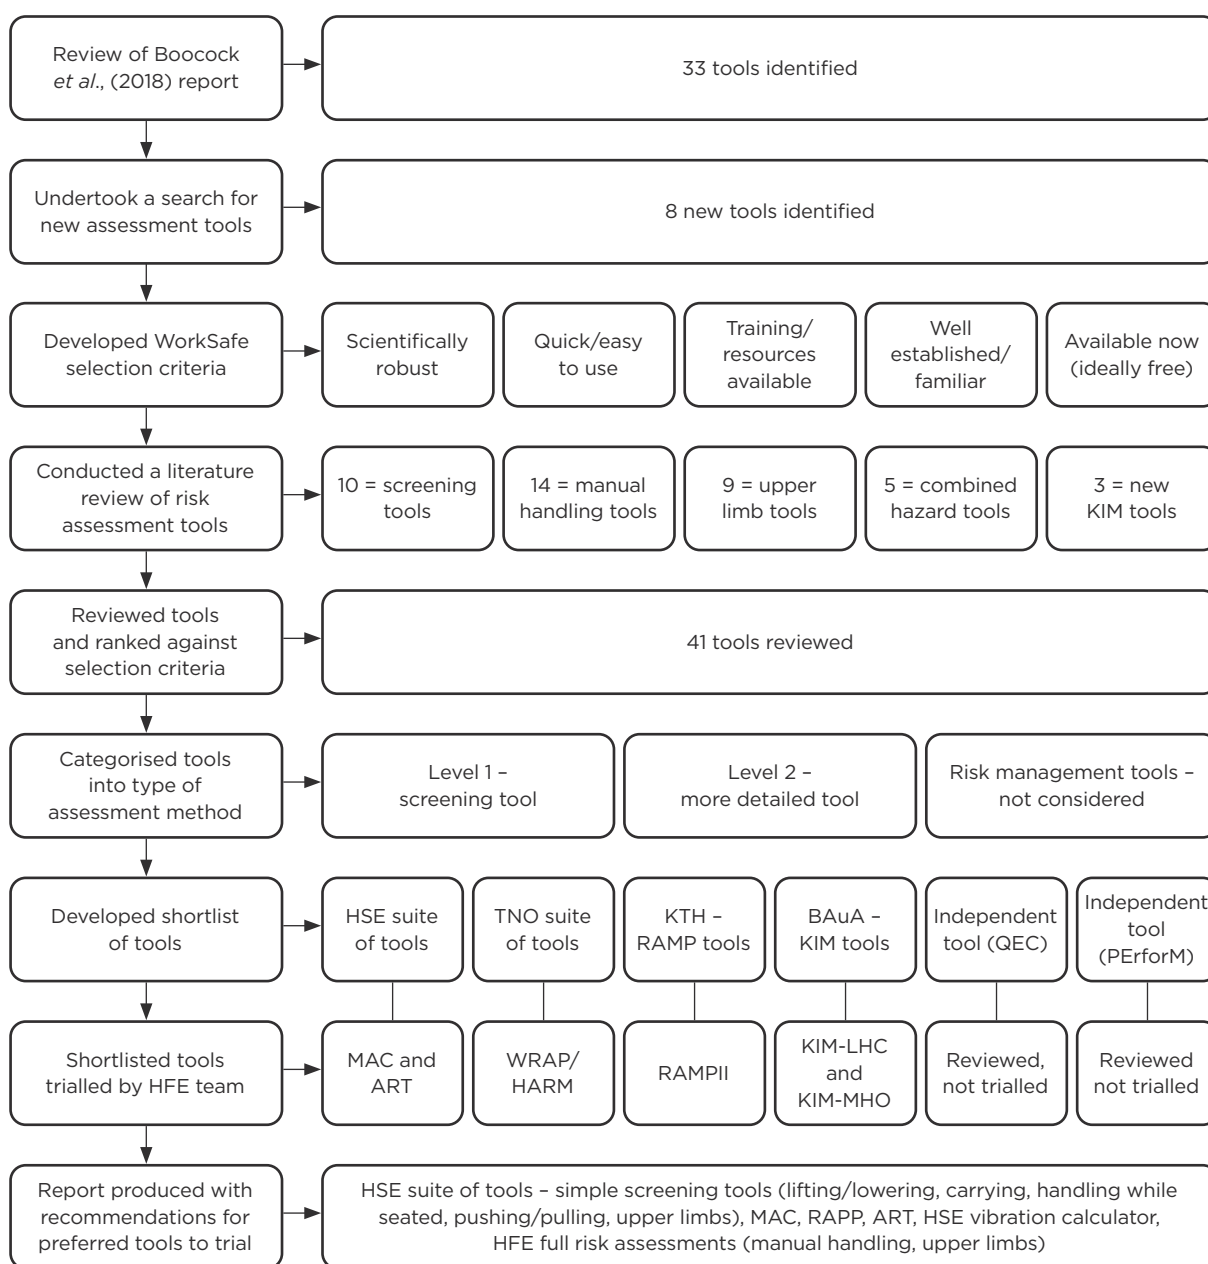 Review of Boocock
et al., (2018) report
33 tools identified
Undertook a search for
new assessment tools
8 new tools identified
Developed WorkSafe
selection criteria
Scientifically
robust
Quick/easy
to use
Training/
resources
available
Well
established/
familiar
Available now
(ideally free)
Conducted a literature
review of risk
assessment tools
10 = screening
tools
14 = manual
handling tools
9 = upper
limb tools
5 = combined
hazard tools
3 = new
KIM tools
Reviewed tools
and ranked against
selection criteria
41 tools reviewed
Categorised tools
into type of
assessment method
Level 1 –
screening tool
Level 2 –
more detailed tool
Risk management tools –
not considered
Developed shortlist
of tools
HSE suite
of tools
TNO suite
of tools
KTH –
RAMP tools
BAuA –
KIM tools
Independent
tool (QEC)
Independent
tool
(PErforM)
Shortlisted tools
trialled by HFE team
MAC and
ART
WRAP/
HARM
RAMPII
KIM-LHC
and
KIM-MHO
Reviewed,
not trialled
Reviewed
not trialled
Report produced with
recommendations for
preferred tools to trial
HSE suite of tools – simple screening tools (lifting/lowering, carrying, handling while
seated, pushing/pulling, upper limbs), MAC, RAPP, ART, HSE vibration calculator,
HFE full risk assessments (manual handling, upper limbs)